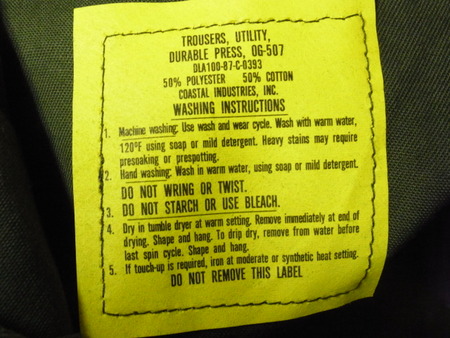 TROUSERS, UTILITY,
DURABLE PRESS, OG-507
DLA100-87-C-0393
50% POLYESTER 50% COTTON
COASTAL INDUSTRIES, INC.
WASHING INSTRUCTIONS
1. Machine washing: Use wash and wear cycle. Wash with warm water,
120°F using soap or mild detergent. Heavy stains may require
presoaking or prespotting.
2. Hand washing: Wash in warm water, using soap or mild detergent.
DO NOT WRING OR TWIST.
3. DO NOT STARCH OR USE BLEACH.
4. Dry in tumble dryer at warm setting. Remove immediately at end of
drying. Shape and hang. To drip dry, remove from water before
last spin cycle. Shape and hang.
5. If touch-up is required, iron at moderate or synthetic heat setting.
DO NOT REMOVE THIS LABEL